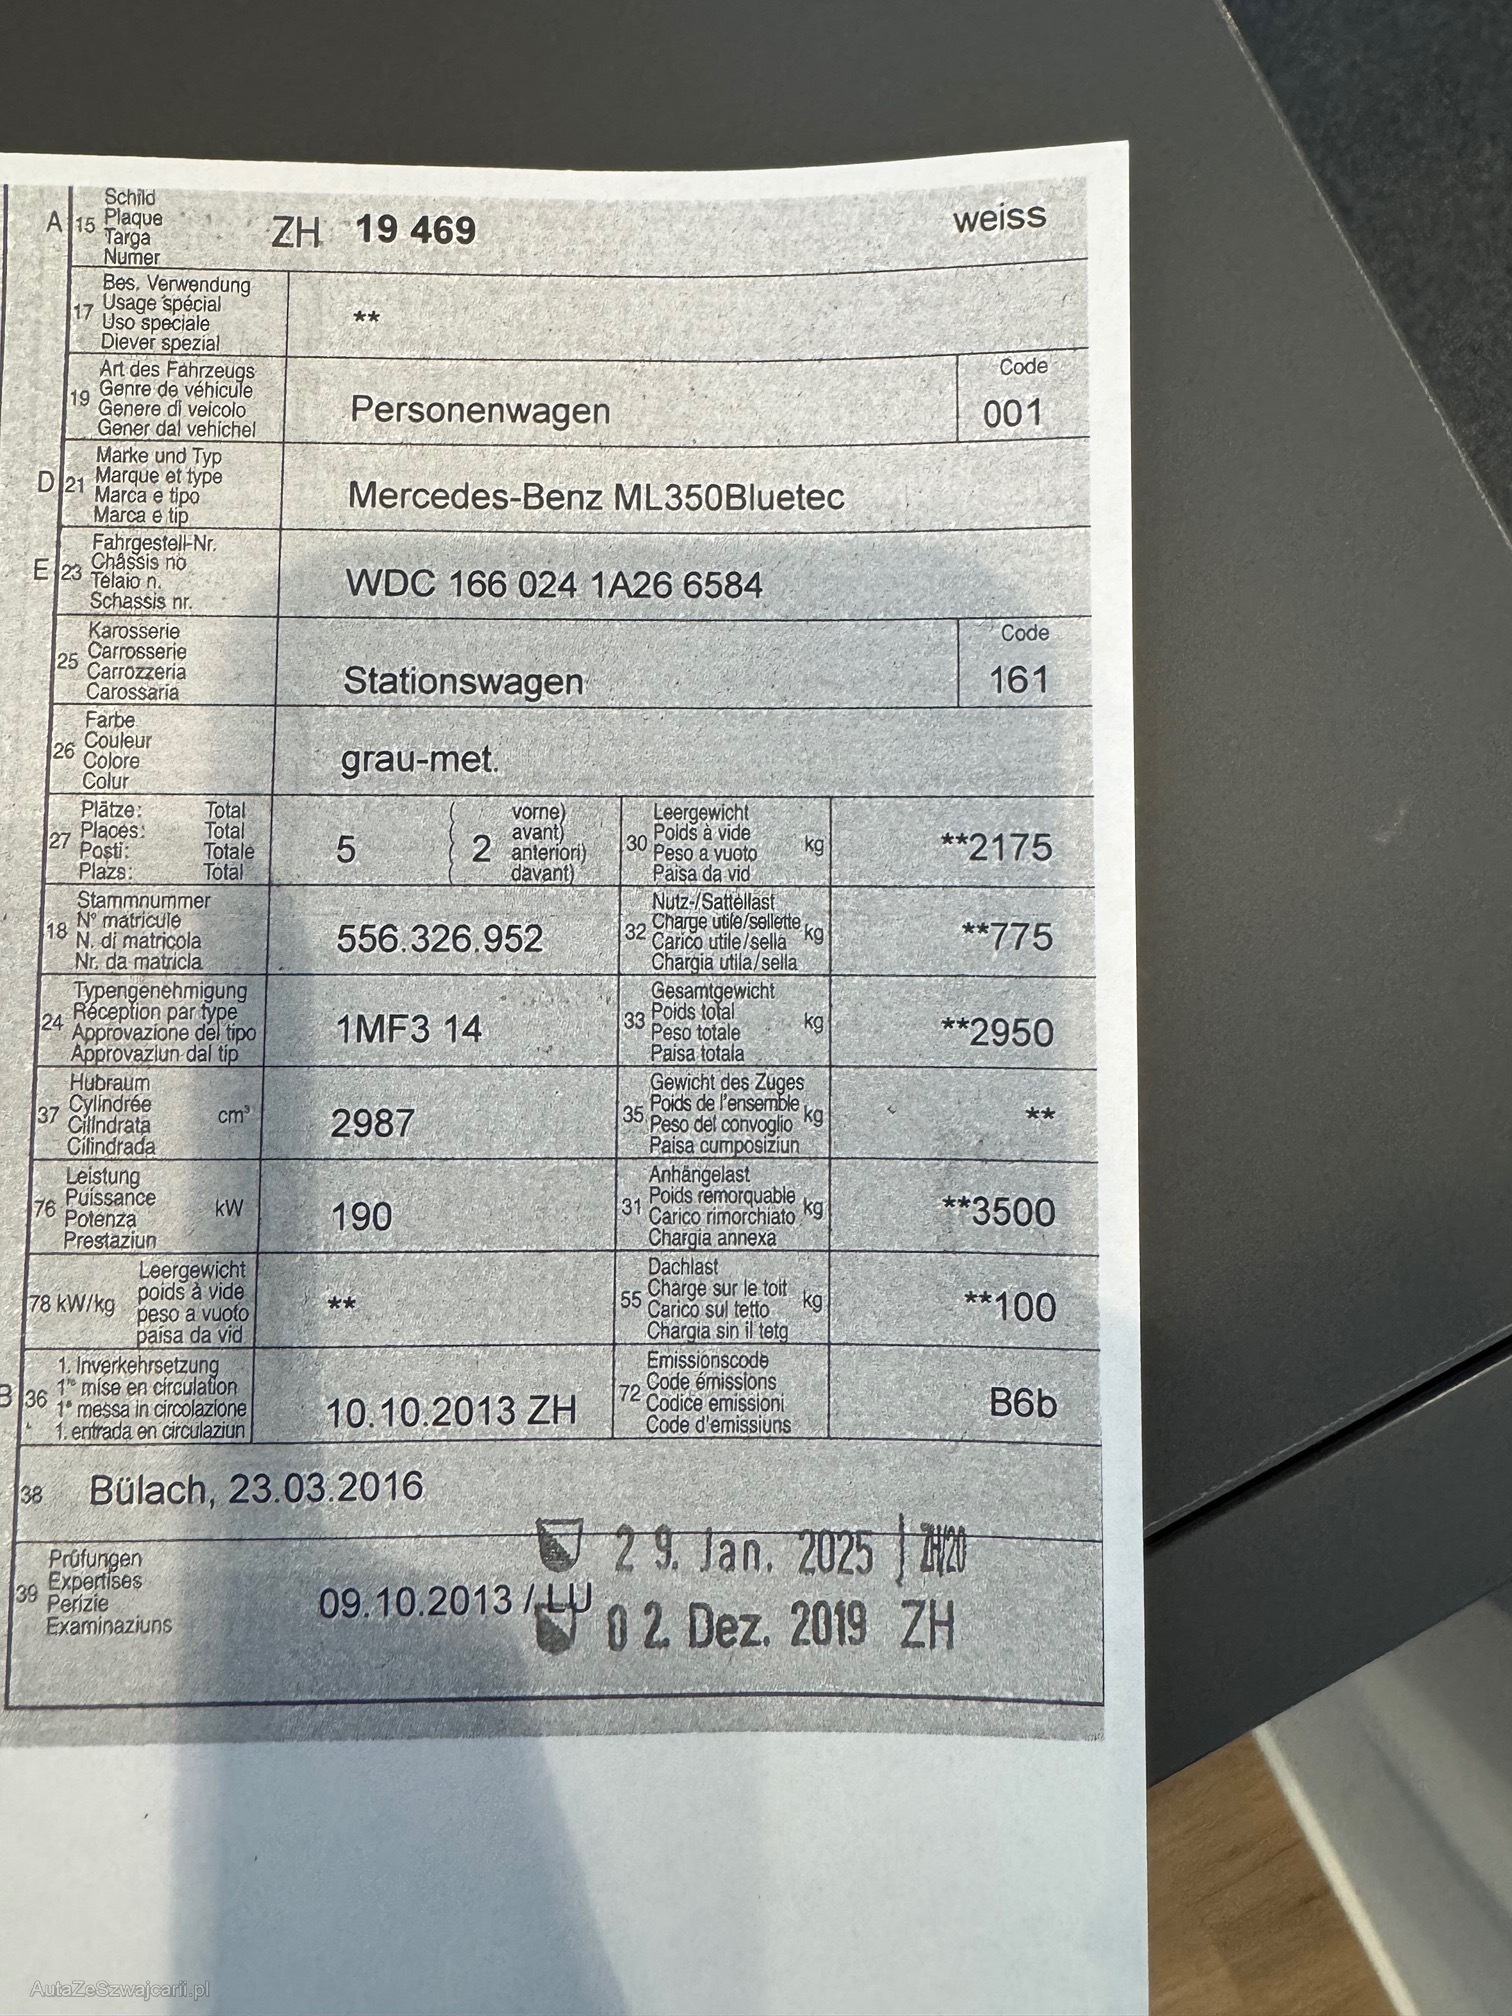 A 15 Schild
Plaque
Targa
Numer
ZH 19 469 weiss
17 Bes. Verwendung
Usage spécial
Uso speciale
Diever spezial
**
19 Art des Fahrzeugs
Genre de véhicule
Genere di veicolo
Gener dal vehichel
Personenwagen
Code
001
D 21 Marke und Typ
Marque et type
Marca e tipo
Marca e tip
Mercedes-Benz ML350Bluetec
E 23 Fahrgestell-Nr.
Châssis no
Telaio n.
Schassis nr.
WDC 166 024 1A26 6584
25 Karosserie
Carrosserie
Carrozzeria
Carossaria
Stationswagen
Code
161
26 Farbe
Couleur
Colore
Colur
grau-met.
27 Plätze: Total
Places: Total
Posti: Totale
Plazs: Total
5 ( 2 vorne)
avant)
anteriori)
davant)
30 Leergewicht
Poids à vide
Peso a vuoto
Paisa da vid
kg **2175
18 Stammnummer
N° matricule
N. di matricola
Nr. da matricla
556.326.952
32 Nutz-/Sattellast
Charge utile/sellette
Carico utile/sella
Chargia utila/sella
kg **775
24 Typengenehmigung
Réception par type
Approvazione del tipo
Approvaziun dal tip
1MF3 14
33 Gesamtgewicht
Poids total
Peso totale
Paisa totala
kg **2950
37 Hubraum
Cylindrée
Cilindrata
Cilindrada
cm³ 2987
35 Gewicht des Zuges
Poids de l'ensemble
Peso del convoglio
Paisa cumposiziun
kg **
76 Leistung
Puissance
Potenza
Prestaziun
kW 190
31 Anhängelast
Poids remorquable
Carico rimorchiato
Chargia annexa
kg **3500
78 kW/kg Leergewicht
poids à vide
peso a vuoto
paisa da vid
**
55 Dachlast
Charge sur le toit
Carico sul tetto
Chargia sin il tetg
kg **100
B 36 1. Inverkehrsetzung
1re mise en circulation
1a messa in circolazione
1. entrada en circulaziun
10.10.2013 ZH
72 Emissionscode
Code émissions
Codice emissioni
Code d'emissiuns
B6b
38 Bülach, 23.03.2016
39 Prüfungen
Expertises
Perizie
Examinaziuns
29. Jan. 2025 ZH/20
09.10.2013 / LU
02. Dez. 2019 ZH
AutaZeSzwajcarii.pl